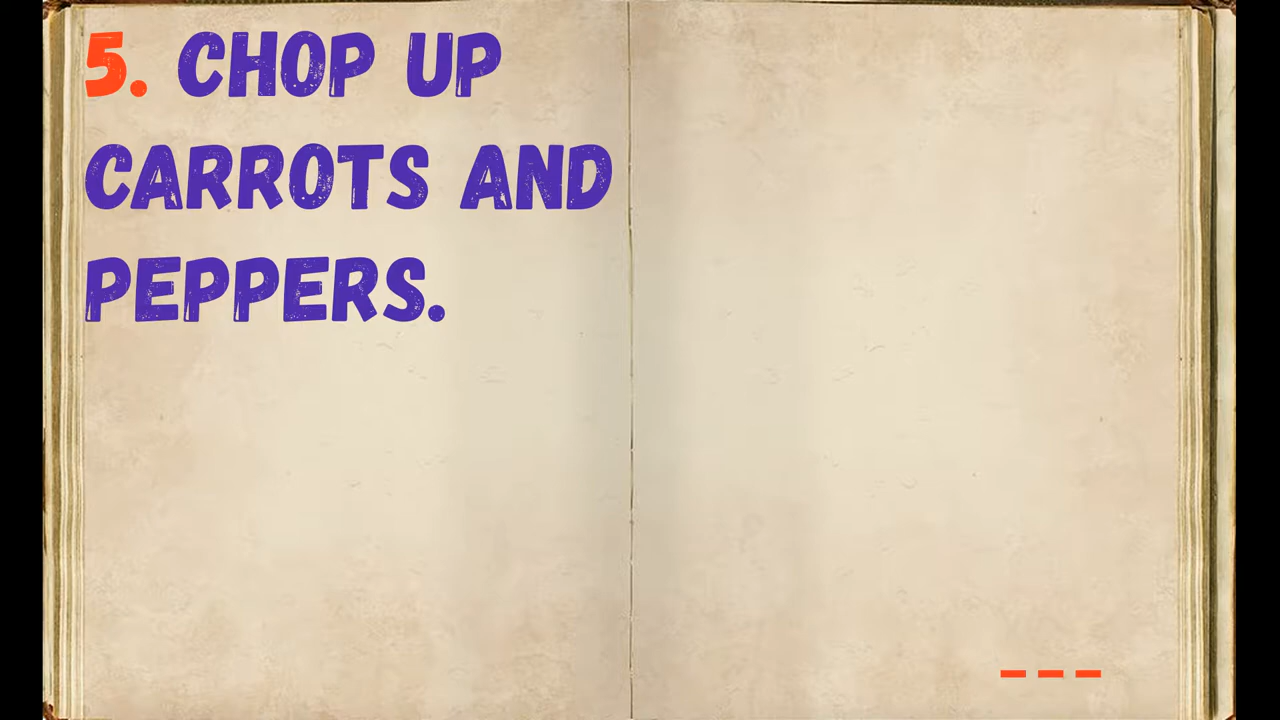 5. CHOP UP
CARROTS AND
PEPPERS.
---